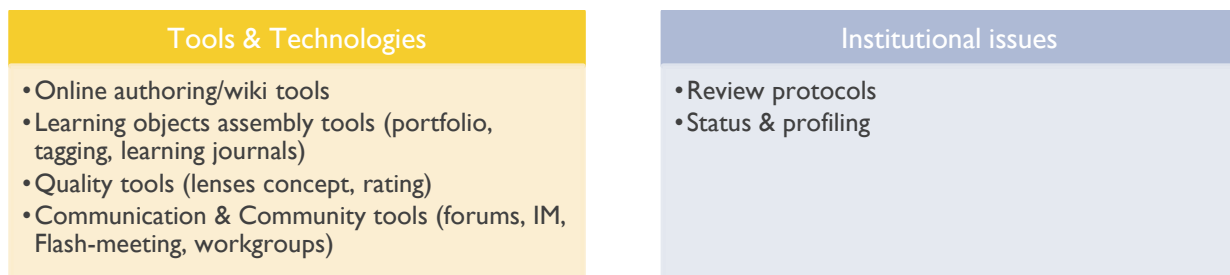 Tools & Technologies
•Online authoring/wiki tools
•Learning objects assembly tools (portfolio,
tagging, learning journals)
•Quality tools (lenses concept, rating)
•Communication & Community tools (forums, IM,
Flash-meeting, workgroups)
Institutional issues
•Review protocols
•Status & profiling